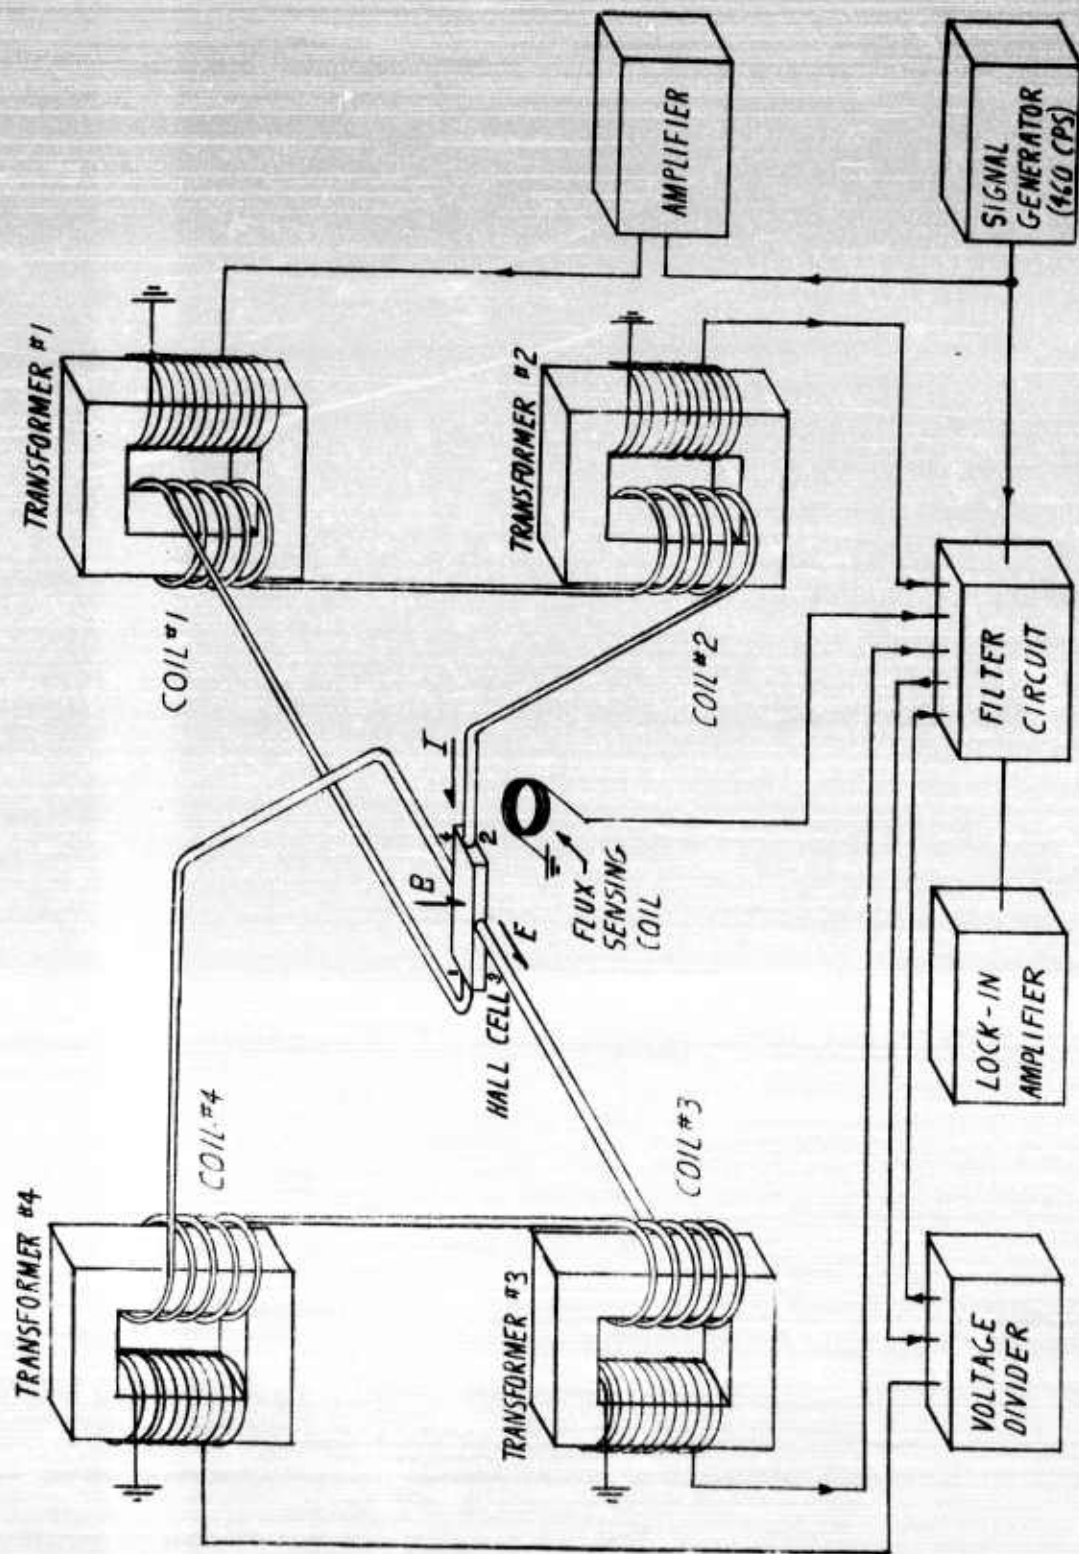 TRANSFORMER #4
TRANSFORMER #1
COIL #4
COIL #1
B
I
1
4
3
2
HALL CELL
E
TRANSFORMER #3
TRANSFORMER #2
FLUX
SENSING
COIL
COIL #3
COIL #2
AMPLIFIER
VOLTAGE
DIVIDER
LOCK-IN
AMPLIFIER
FILTER
CIRCUIT
SIGNAL
GENERATOR
(460 CPS)